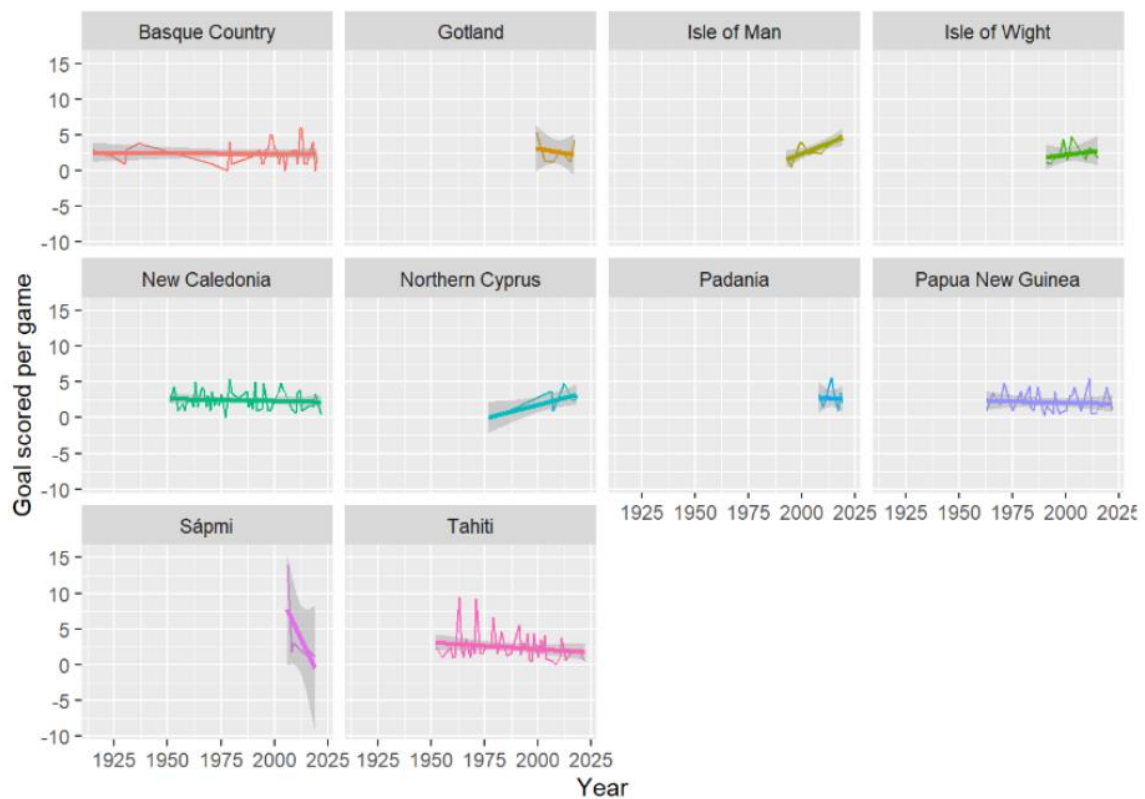 Basque Country
Gotland
Isle of Man
Isle of Wight
15
10
5
0
-5
-10
New Caledonia
Northern Cyprus
Padania
Papua New Guinea
15
10
5
0
-5
-10
1925 1950 1975 2000 2025
1925 1950 1975 2000 2025
Goal scored per game
Sápmi
Tahiti
15
10
5
0
-5
-10
1925 1950 1975 2000 2025
1925 1950 1975 2000 2025
Year